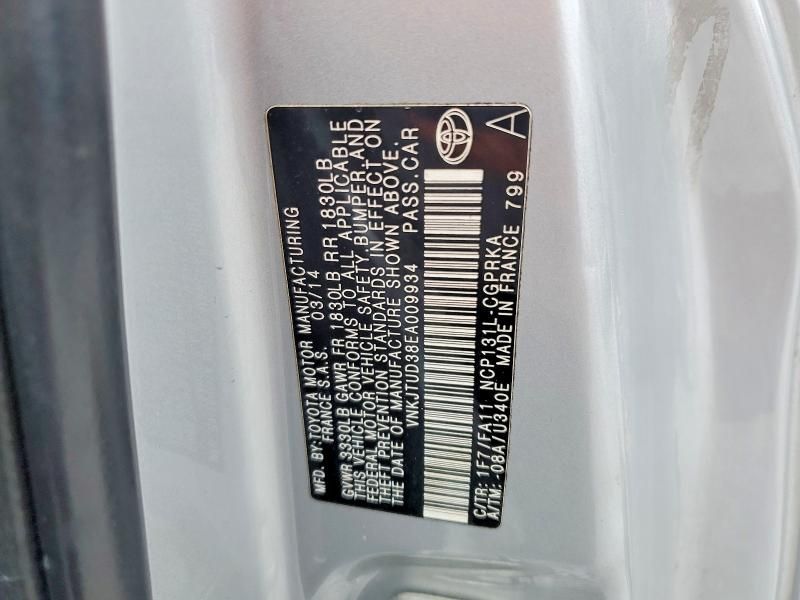 MFD. BY: TOYOTA MOTOR MANUFACTURING
FRANCE S.A.S. 03/14
GVWR 3330LB GAWR FR 1830LB RR 1830LB
THIS VEHICLE CONFORMS TO ALL APPLICABLE
FEDERAL MOTOR VEHICLE SAFETY, BUMPER, AND
THEFT PREVENTION STANDARDS IN EFFECT ON
THE DATE OF MANUFACTURE SHOWN ABOVE.
VNKJTUD38EA009934 PASS.CAR
C/TR: 1F7/FA11 NCP131L-CGPRKA
A/TM: -08A/U340E MADE IN FRANCE 799
A